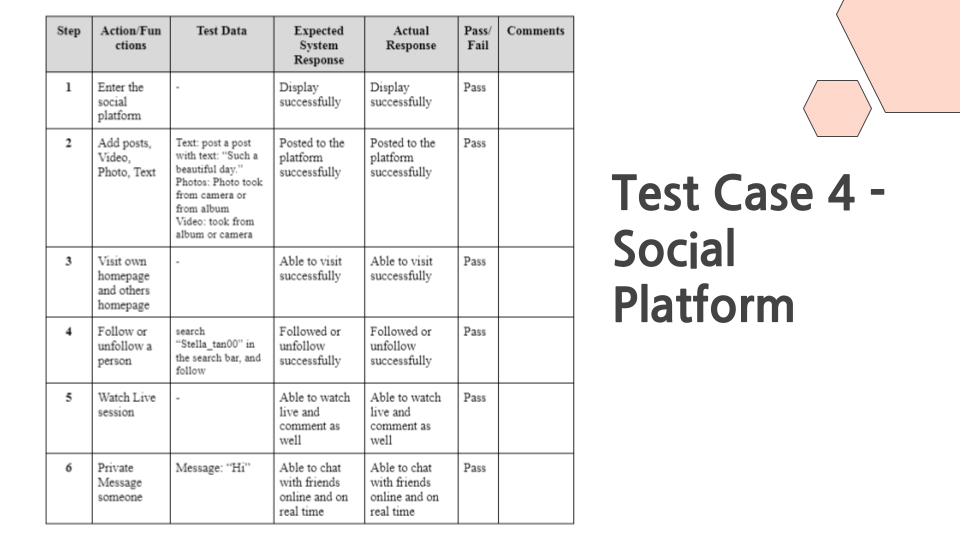 Step Action/Fun Test Data Expected Actual Pass/ Comments
ctions System Response Fail
Response
1 Enter the - Display Display Pass
social successfully successfully
platform
2 Add posts, Text: post a post Posted to the Posted to the Pass
Video, with text: “Such a platform platform
Photo, Text beautiful day.” successfully successfully
Photos: Photo took
from camera or
from album
Video: took from
album or camera
3 Visit own - Able to visit Able to visit Pass
homepage successfully successfully
and others
homepage
4 Follow or search Followed or Followed or Pass
unfollow a “Stella_tan00” in unfollow unfollow
person the search bar, and successfully successfully
follow
5 Watch Live - Able to watch Able to watch Pass
session live and live and
comment as comment as
well well
6 Private Message: “Hi” Able to chat Able to chat Pass
Message with friends with friends
someone online and on online and on
real time real time
Test Case 4 -
Social
Platform